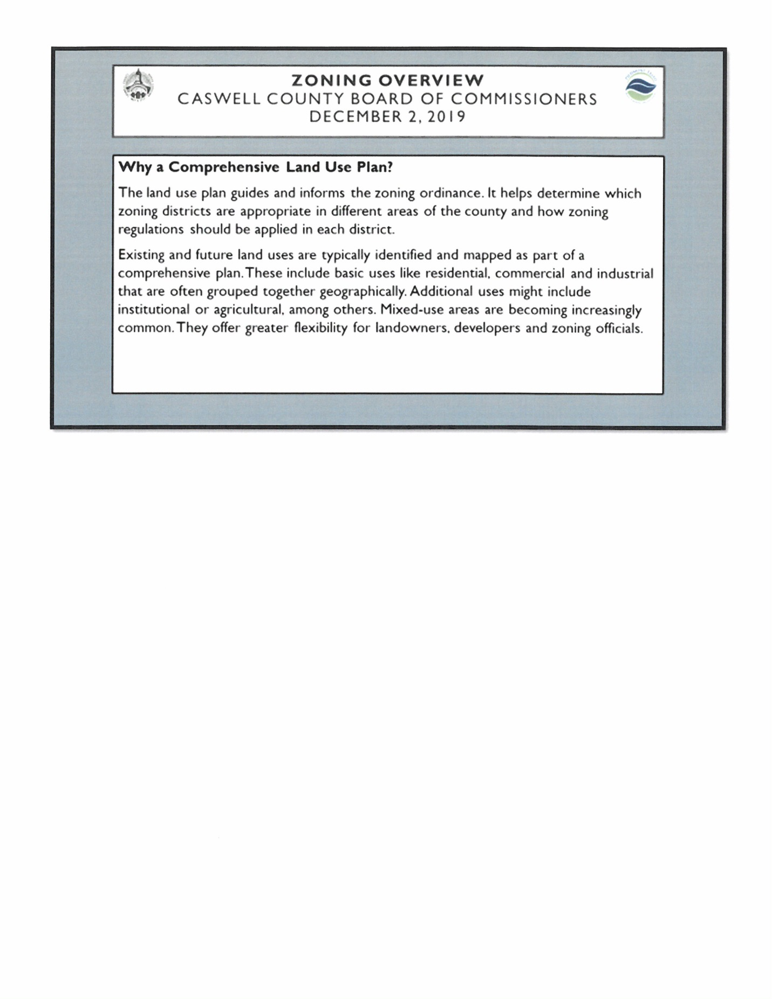 ZONING OVERVIEW
CASWELL COUNTY BOARD OF COMMISSIONERS
DECEMBER 2, 2019
Why a Comprehensive Land Use Plan?
The land use plan guides and informs the zoning ordinance. It helps determine which
zoning districts are appropriate in different areas of the county and how zoning
regulations should be applied in each district.
Existing and future land uses are typically identified and mapped as part of a
comprehensive plan. These include basic uses like residential, commercial and industrial
that are often grouped together geographically. Additional uses might include
institutional or agricultural, among others. Mixed-use areas are becoming increasingly
common. They offer greater flexibility for landowners, developers and zoning officials.